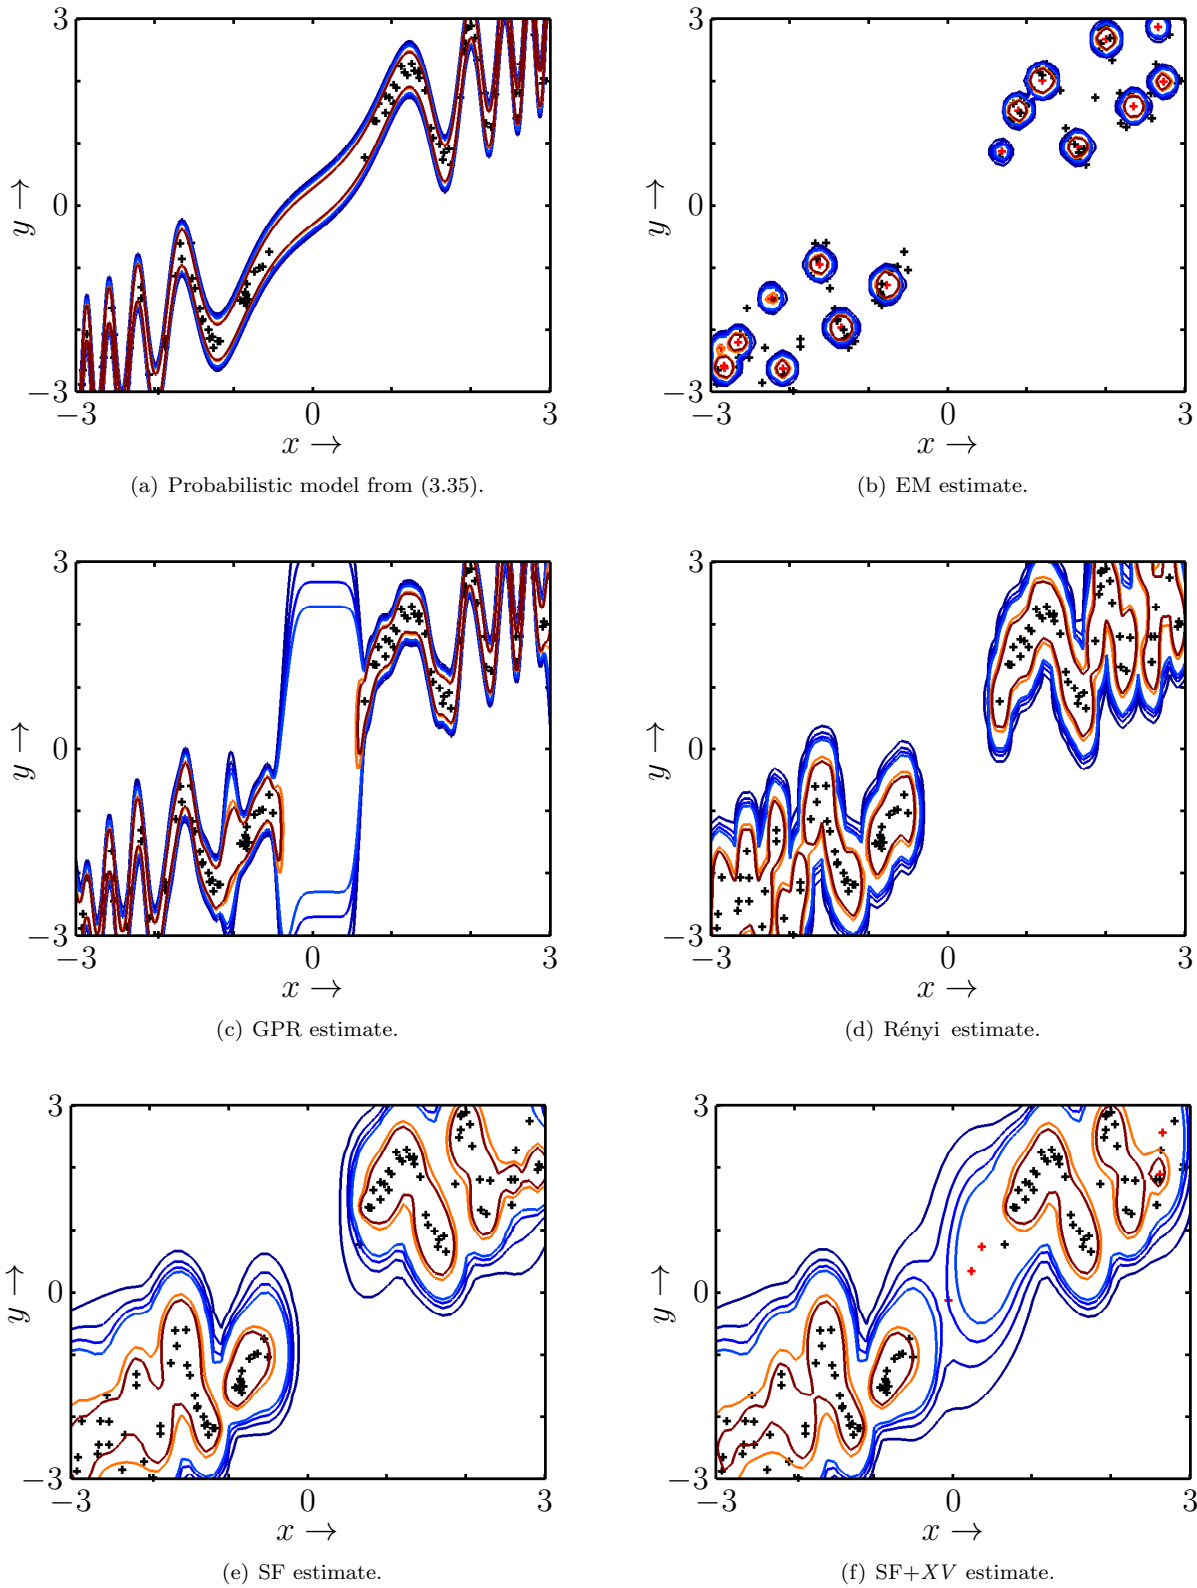 3
0
−3
−3
0
3
y →
x →
(a) Probabilistic model from (3.35).
3
0
−3
−3
0
3
y →
x →
(b) EM estimate.
3
0
−3
−3
0
3
y →
x →
(c) GPR estimate.
3
0
−3
−3
0
3
y →
x →
(d) Rényi estimate.
3
0
−3
−3
0
3
y →
x →
(e) SF estimate.
3
0
−3
−3
0
3
y →
x →
(f) SF+XV estimate.